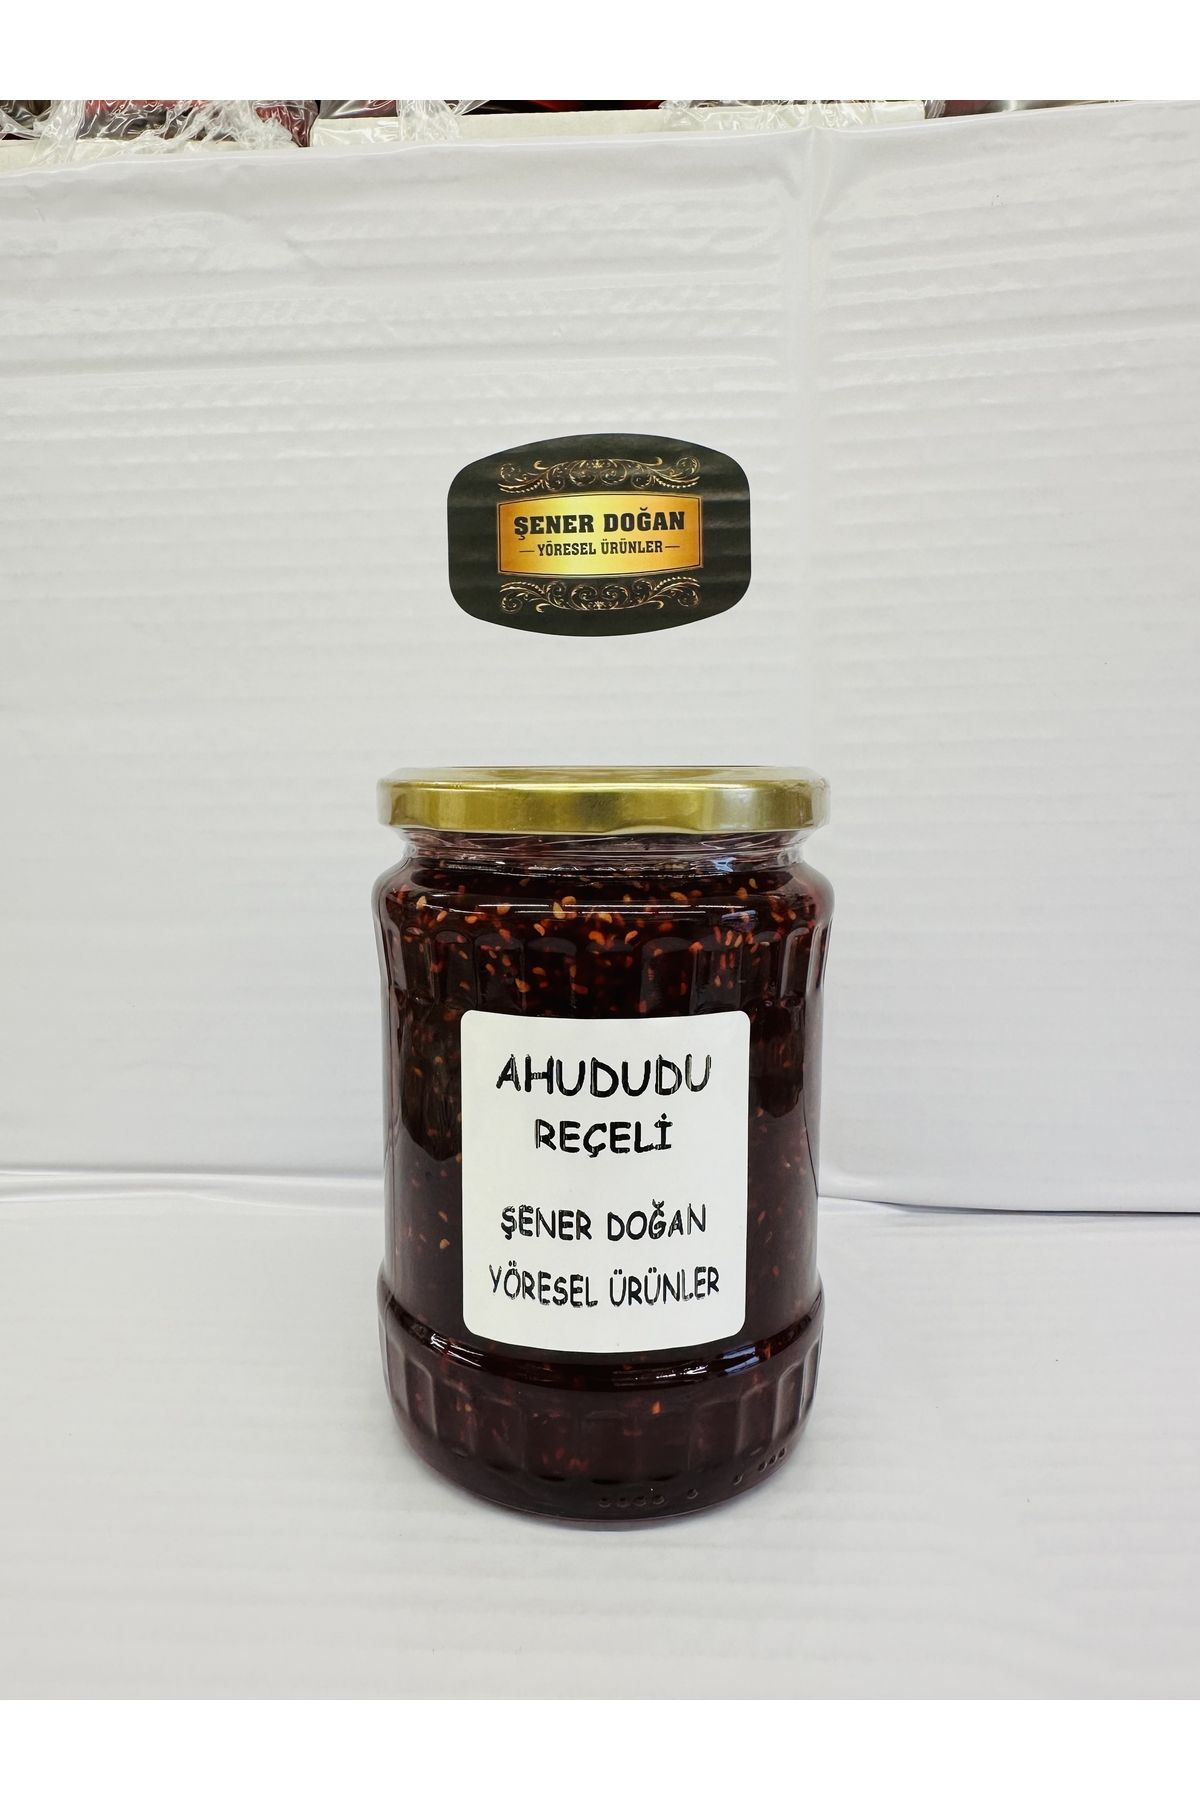 ŞENER DOĞAN
YÖRESEL ÜRÜNLER
AHUDUDU
REÇELİ
ŞENER DOĞAN
YÖRESEL ÜRÜNLER